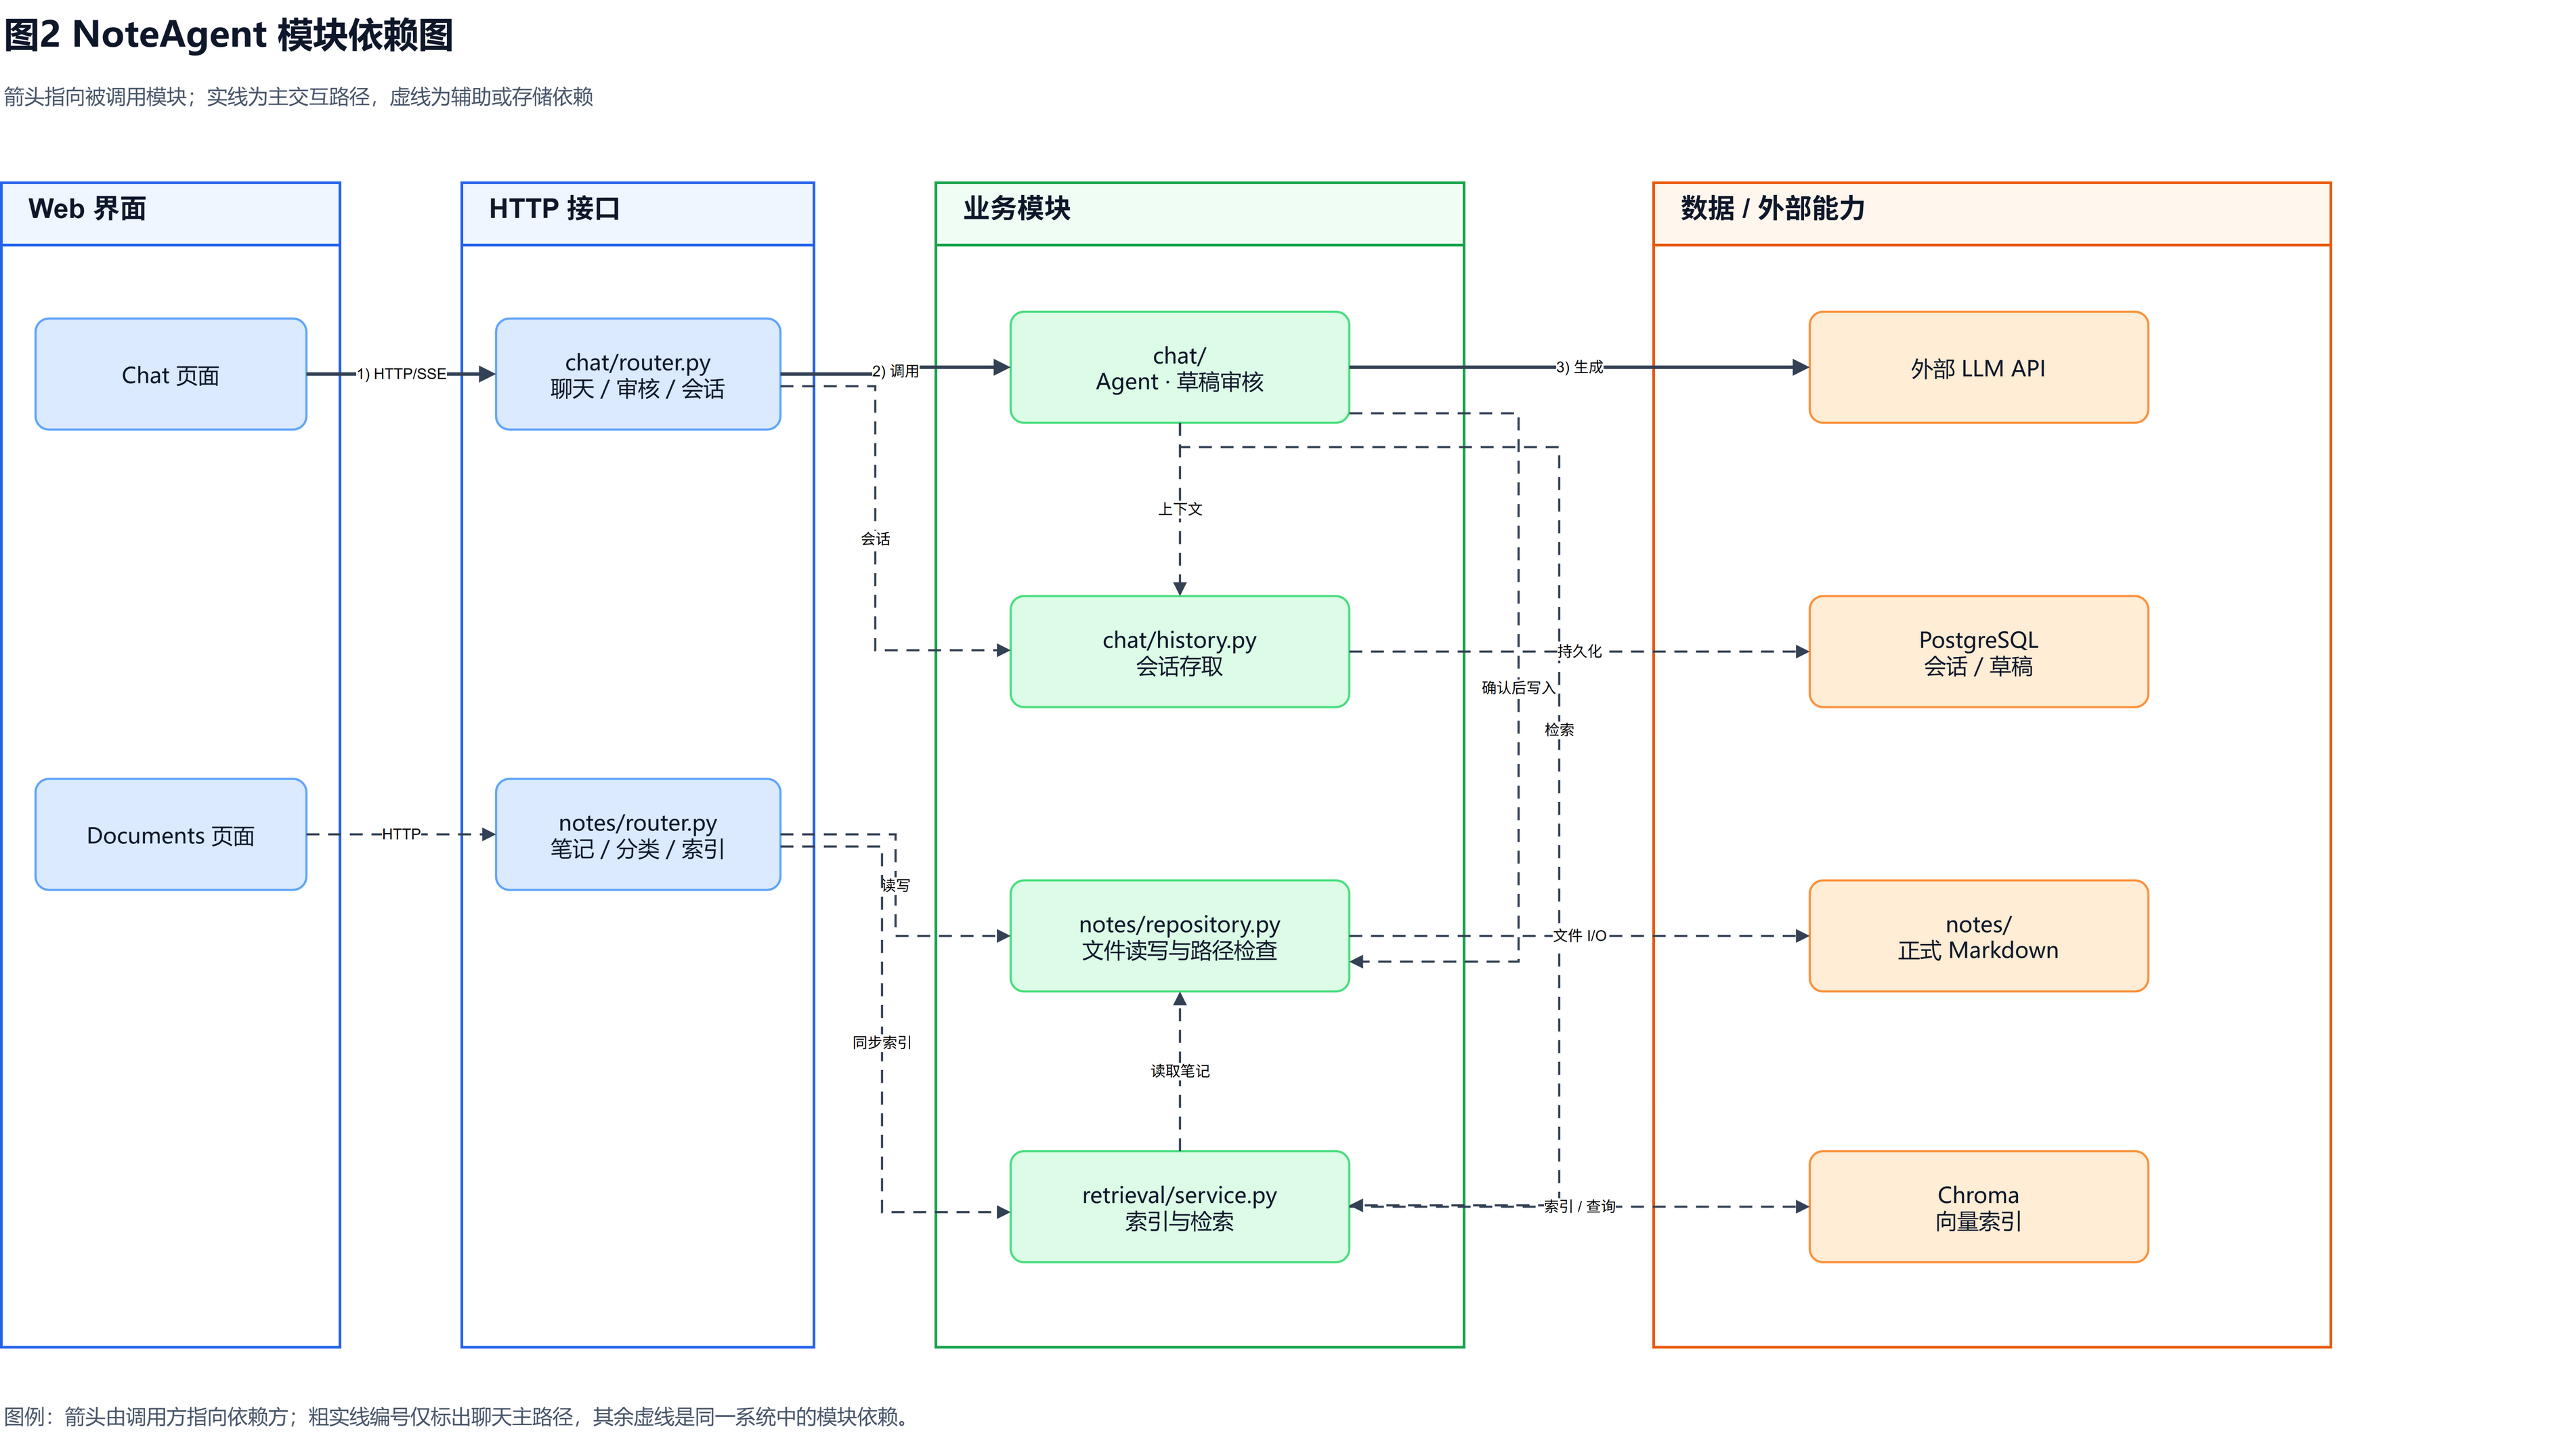 图2 NoteAgent 模块依赖图
箭头指向被调用模块；实线为主交互路径，虚线为辅助或存储依赖
Web 界面
HTTP 接口
业务模块
数据 / 外部能力
Chat 页面
1) HTTP/SSE
chat/router.py
聊天 / 审核 / 会话
2) 调用
chat/
Agent · 草稿审核
3) 生成
外部 LLM API
上下文
会话
chat/history.py
会话存取
持久化
PostgreSQL
会话 / 草稿
确认后写入
检索
Documents 页面
HTTP
notes/router.py
笔记 / 分类 / 索引
读写
notes/repository.py
文件读写与路径检查
文件 I/O
notes/
正式 Markdown
同步索引
读取笔记
retrieval/service.py
索引与检索
索引 / 查询
Chroma
向量索引
图例：箭头由调用方指向依赖方；粗实线编号仅标出聊天主路径，其余虚线是同一系统中的模块依赖。